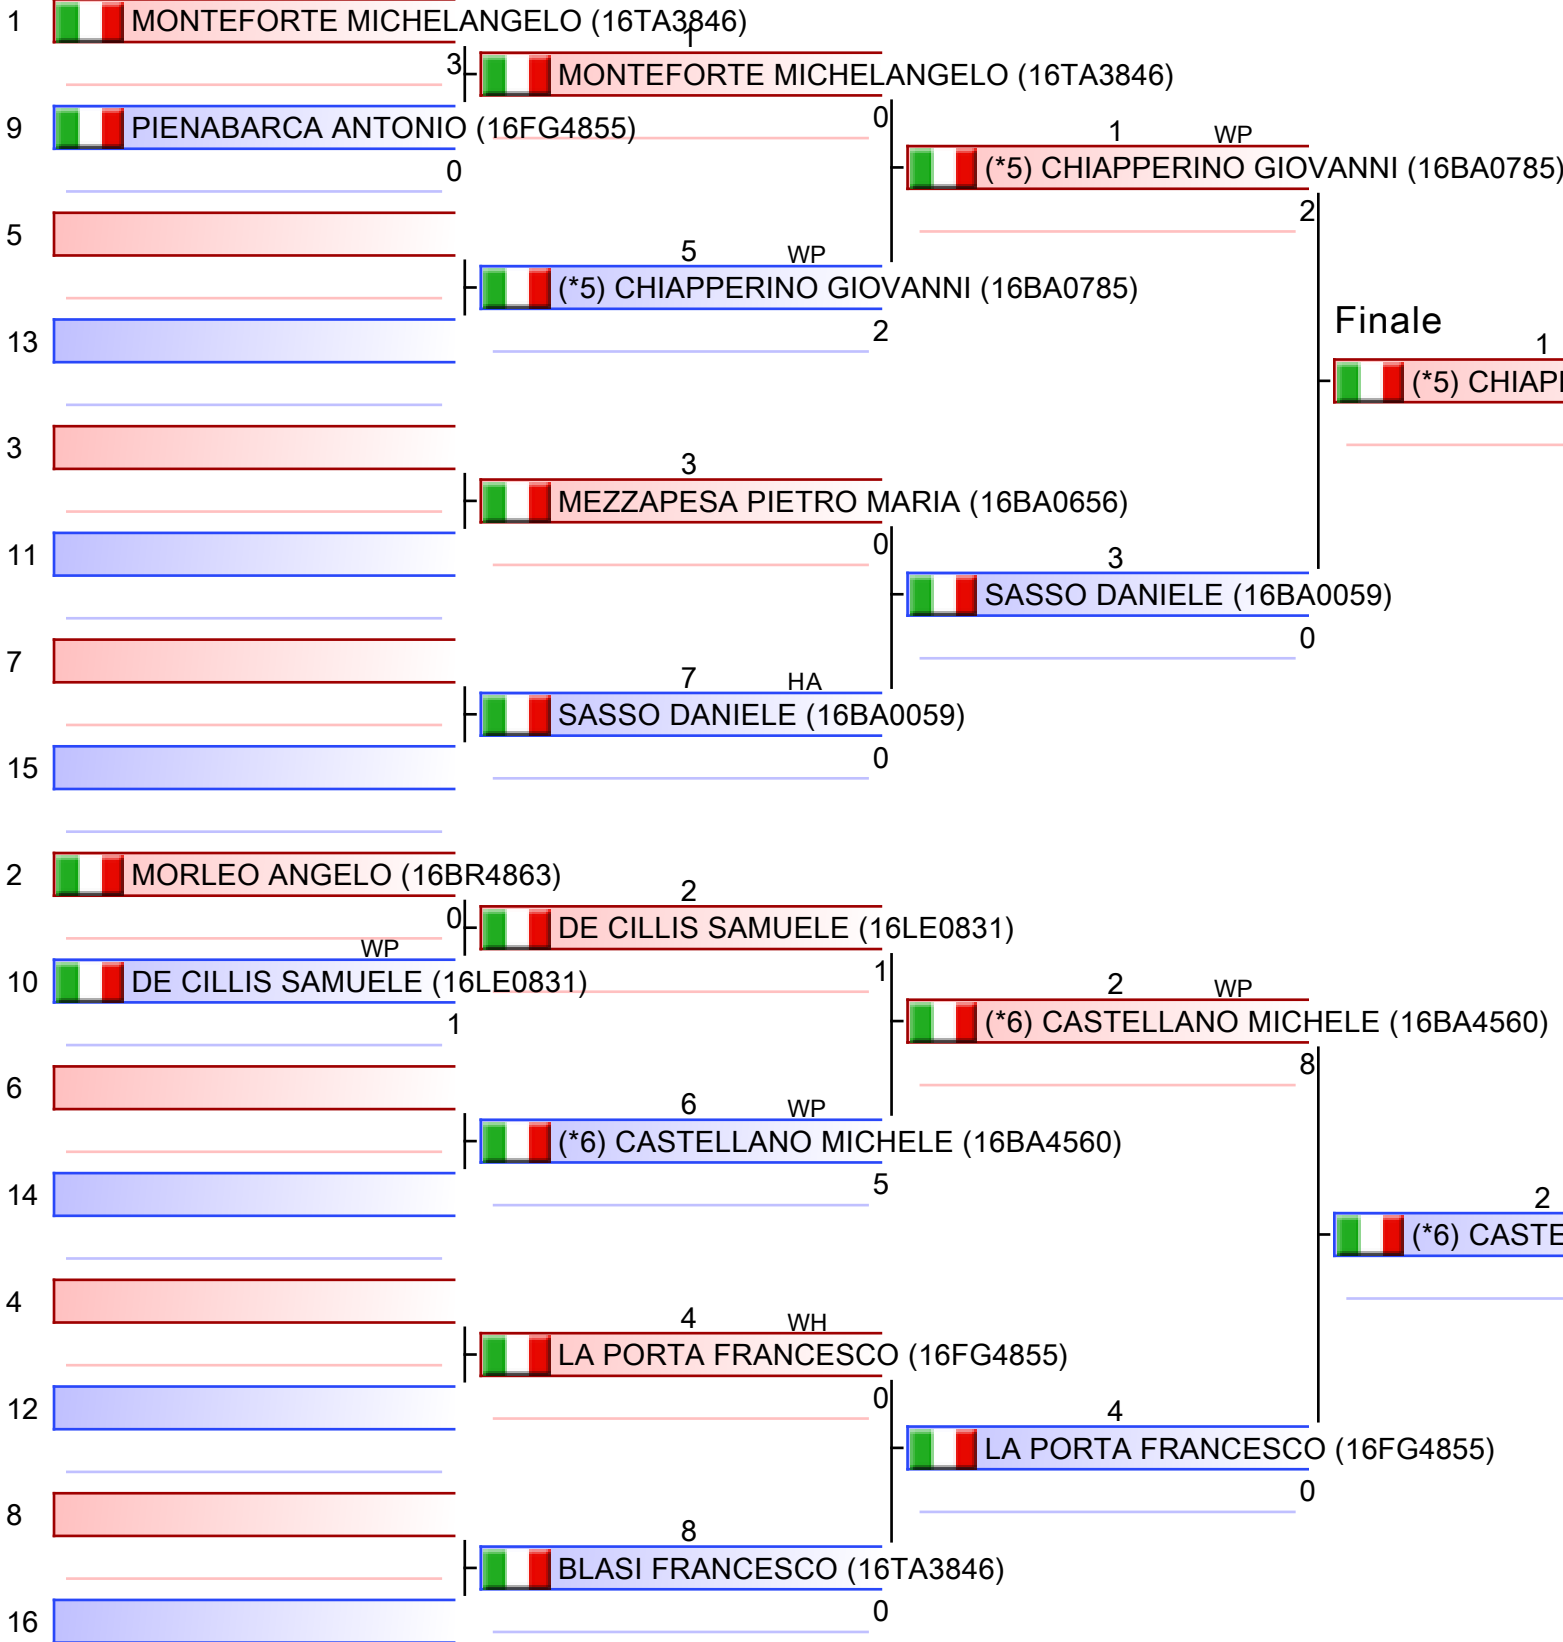 1 MONTEFORTE MICHELANGELO (16TA3846)
3
9 PIENABARCA ANTONIO (16FG4855)
0
5
13
3
11
7
15
2 MORLEO ANGELO (16BR4863)
0
WP
10 DE CILLIS SAMUELE (16LE0831)
1
6
14
4
12
8
16
1
MONTEFORTE MICHELANGELO (16TA3846)
0
5 WP
(*5) CHIAPPERINO GIOVANNI (16BA0785)
2
3
MEZZAPESA PIETRO MARIA (16BA0656)
0
7 HA
SASSO DANIELE (16BA0059)
0
2
DE CILLIS SAMUELE (16LE0831)
1
6 WP
(*6) CASTELLANO MICHELE (16BA4560)
5
4 WH
LA PORTA FRANCESCO (16FG4855)
0
8
BLASI FRANCESCO (16TA3846)
0
1 WP
(*5) CHIAPPERINO GIOVANNI (16BA0785)
2
3
SASSO DANIELE (16BA0059)
0
2 WP
(*6) CASTELLANO MICHELE (16BA4560)
8
4
LA PORTA FRANCESCO (16FG4855)
0
Finale
1
(*5) CHIAP
2
(*6) CASTE